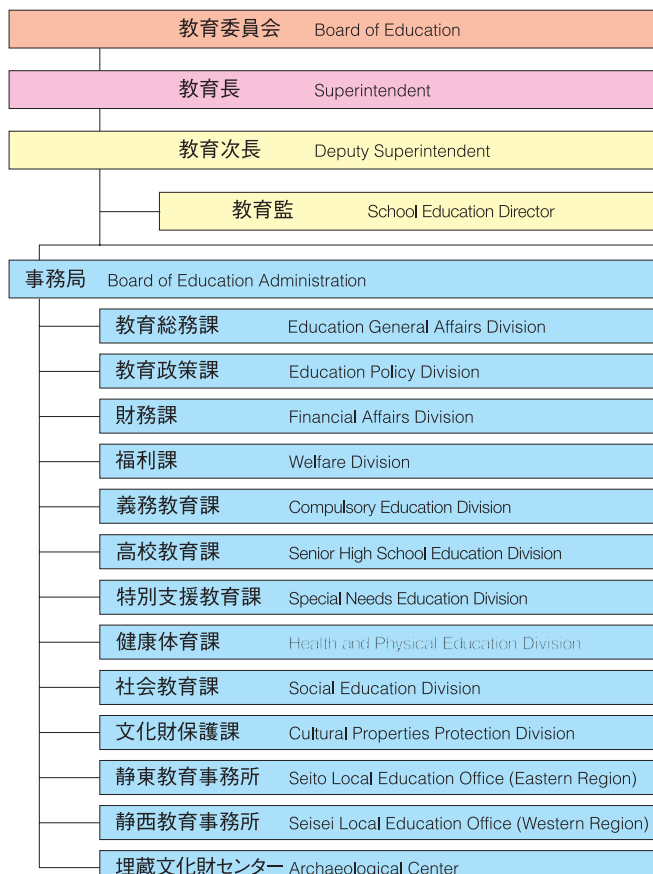 教育委員会 Board of Education
教育長 Superintendent
教育次長 Deputy Superintendent
教育監 School Education Director
事務局 Board of Education Administration
教育総務課 Education General Affairs Division
教育政策課 Education Policy Division
財務課 Financial Affairs Division
福利課 Welfare Division
義務教育課 Compulsory Education Division
高校教育課 Senior High School Education Division
特別支援教育課 Special Needs Education Division
健康体育課 Health and Physical Education Division
社会教育課 Social Education Division
文化財保護課 Cultural Properties Protection Division
静東教育事務所 Seito Local Education Office (Eastern Region)
静西教育事務所 Seisei Local Education Office (Western Region)
埋蔵文化財センター Archaeological Center